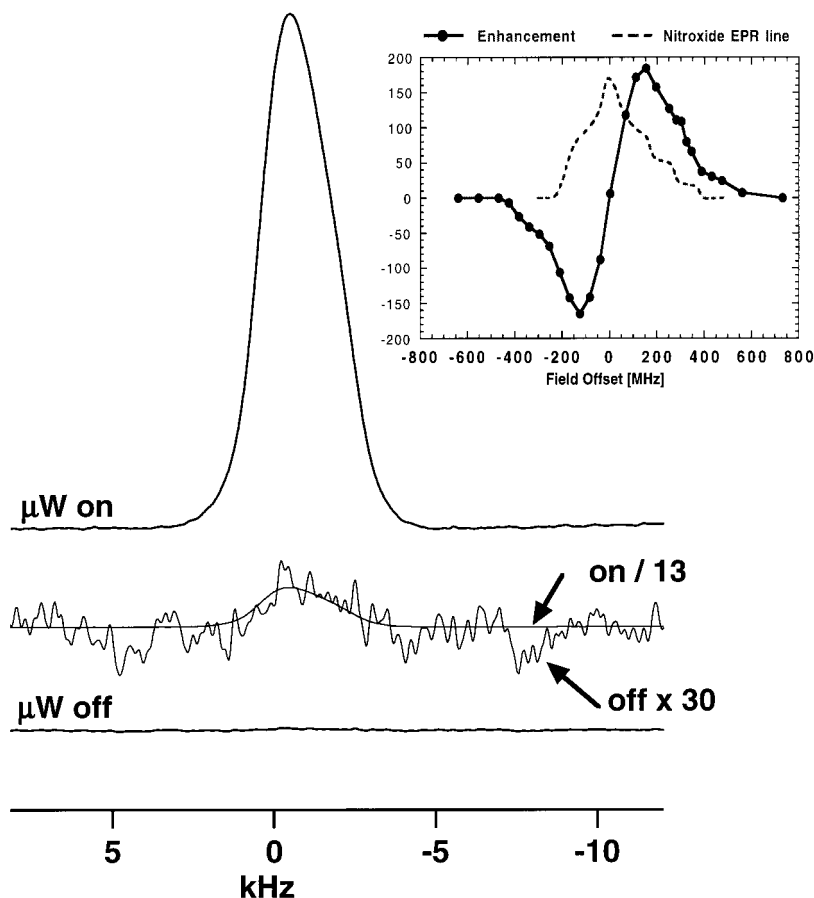 Enhancement
Nitroxide EPR line
200
150
100
50
0
-50
-100
-150
-200
-800 -600 -400 -200 0 200 400 600 800
Field Offset [MHz]
μW on
on / 13
off x 30
μW off
5 0 -5 -10
kHz